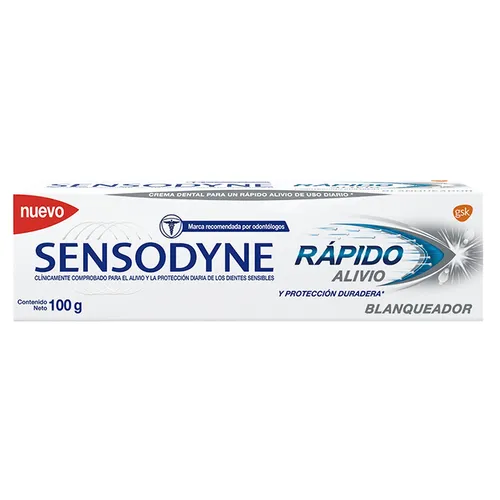 CREMA DENTAL PARA UN RÁPIDO ALIVIO DE USO DIARIO
nuevo
Marca recomendada por odontólogos
SENSODYNE
CLÍNICAMENTE COMPROBADO PARA EL ALIVIO Y LA PROTECCIÓN DIARIA DE LOS DIENTES SENSIBLES
Contenido
Neto 100 g
RÁPIDO
ALIVIO
Y PROTECCIÓN DURADERA*
BLANQUEADOR
gsk